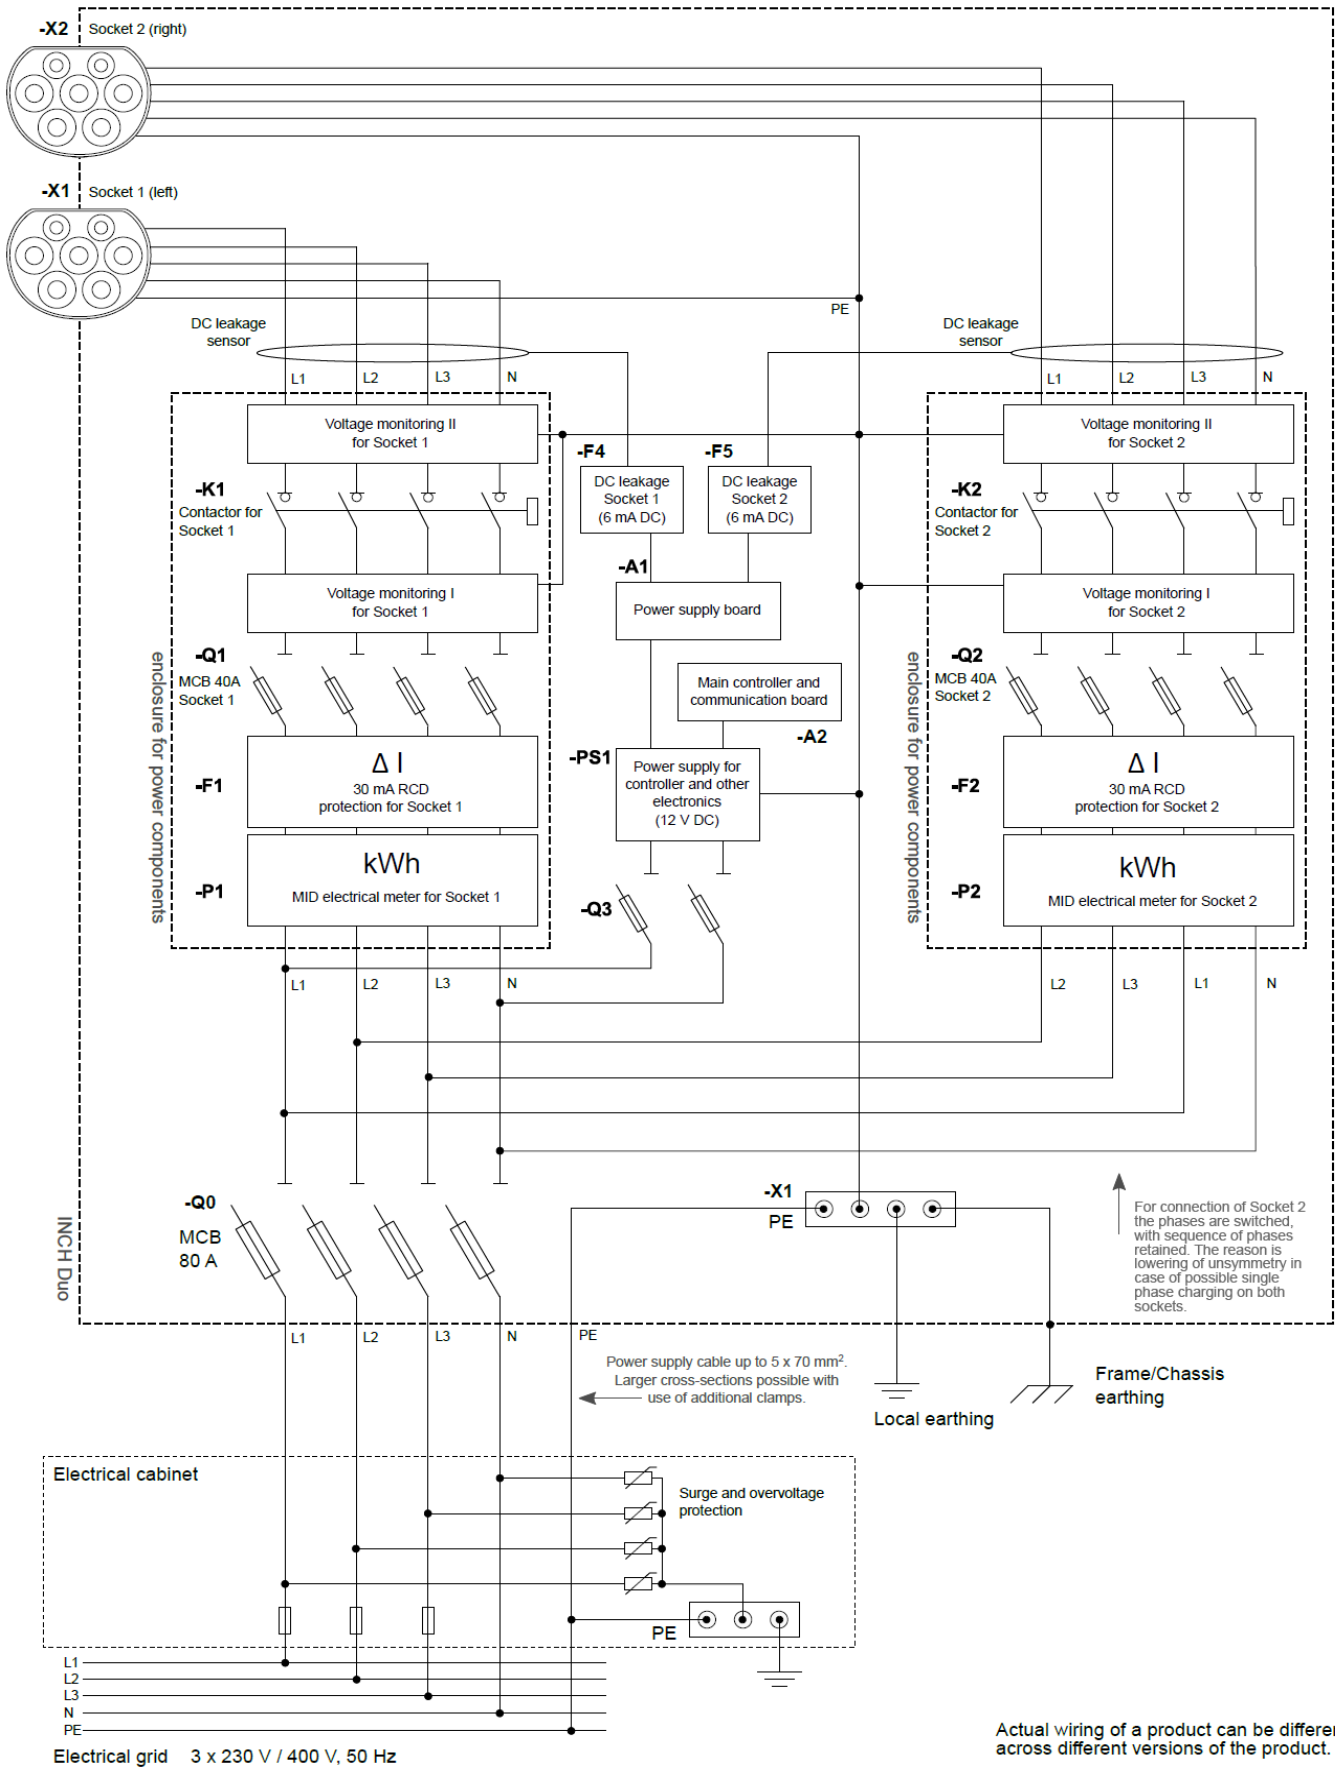 -X2 Socket 2 (right)
-X1 Socket 1 (left)
PE
DC leakage
sensor
DC leakage
sensor
L1 L2 L3 N
L1 L2 L3 N
Voltage monitoring II
for Socket 1
Voltage monitoring II
for Socket 2
-F4
DC leakage
Socket 1
(6 mA DC)
-F5
DC leakage
Socket 2
(6 mA DC)
-K1
Contactor for
Socket 1
-K2
Contactor for
Socket 2
-A1
Power supply board
Voltage monitoring I
for Socket 1
Voltage monitoring I
for Socket 2
-Q1
MCB 40A
Socket 1
-Q2
MCB 40A
Socket 2
Main controller and
communication board
-A2
enclosure for power components
enclosure for power components
-PS1
Power supply for
controller and other
electronics
(12 V DC)
-F1
Δ I
30 mA RCD
protection for Socket 1
-F2
Δ I
30 mA RCD
protection for Socket 2
-P1
kWh
MID electrical meter for Socket 1
-P2
kWh
MID electrical meter for Socket 2
-Q3
L1 L2 L3 N
L2 L3 L1 N
-Q0
MCB
80 A
-X1
PE
For connection of Socket 2
the phases are switched,
with sequence of phases
retained. The reason is
lowering of unsymmetry in
case of possible single
phase charging on both
sockets.
INCH Duo
L1 L2 L3 N PE
Power supply cable up to 5 x 70 mm².
Larger cross-sections possible with
use of additional clamps.
Local earthing
Frame/Chassis
earthing
Electrical cabinet
Surge and overvoltage
protection
PE
L1
L2
L3
N
PE
Electrical grid 3 x 230 V / 400 V, 50 Hz
Actual wiring of a product can be differe
across different versions of the product.